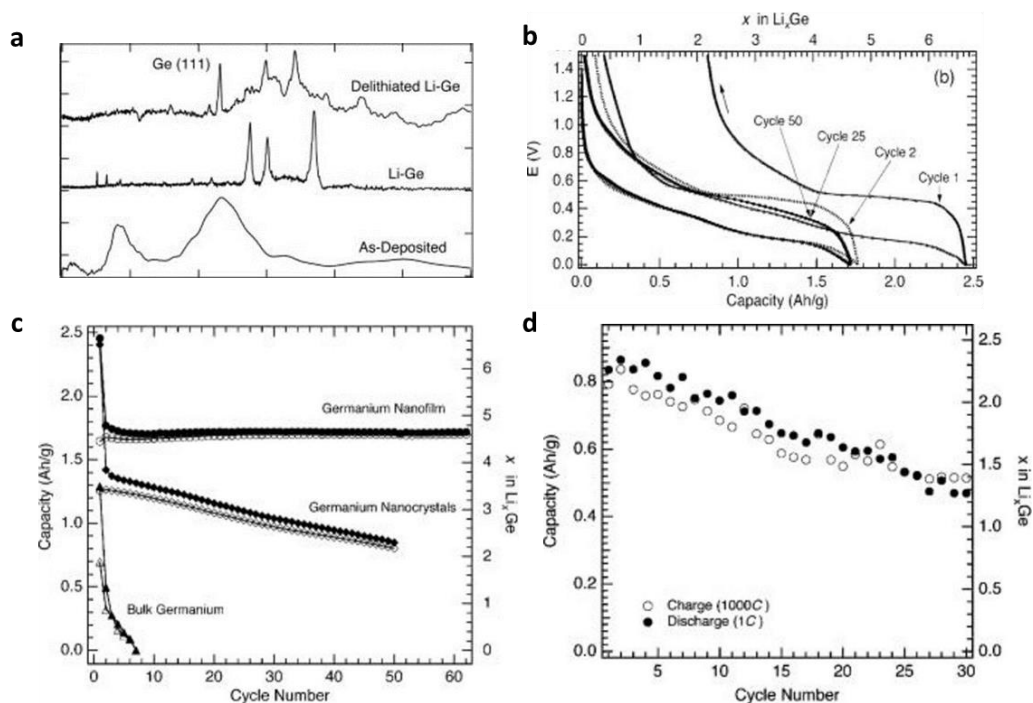 a
Ge (111)
Delithiated Li-Ge
Li-Ge
As-Deposited
b
x in LiₓGe
0 1 2 3 4 5 6
(b)
1.4
1.2
1.0
0.8
0.6
0.4
0.2
0.0
E (V)
Cycle 50
Cycle 25
Cycle 2
Cycle 1
0.0 0.5 1.0 1.5 2.0 2.5
Capacity (Ah/g)
c
2.5
2.0
1.5
1.0
0.5
0.0
Capacity (Ah/g)
Germanium Nanofilm
Germanium Nanocrystals
Bulk Germanium
6
5
4
3
2
1
0
x in LiₓGe
0 10 20 30 40 50 60
Cycle Number
d
0.8
0.6
0.4
0.2
0.0
Capacity (Ah/g)
Charge (1000C)
Discharge (1C)
2.5
2.0
1.5
1.0
0.5
0.0
x in LiₓGe
5 10 15 20 25 30
Cycle Number